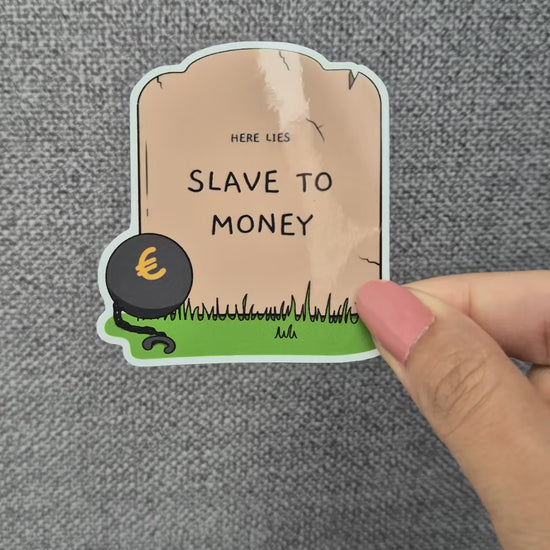 HERE LIES
SLAVE TO
MONEY
€